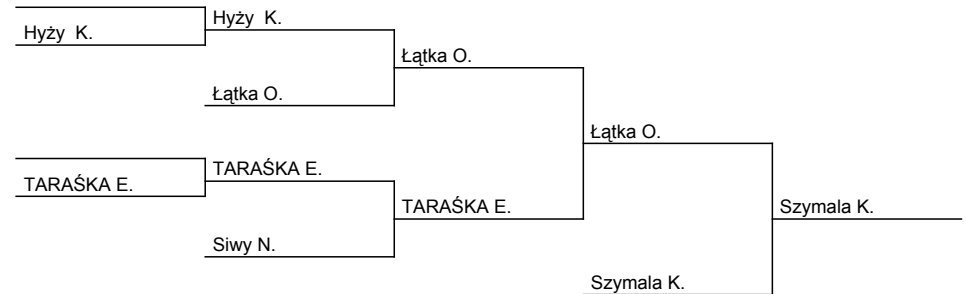 Hyży K.
Hyży K.
Łątka O.
Łątka O.
Łątka O.
TARAŚKA E.
TARAŚKA E.
TARAŚKA E.
Szymala K.
Siwy N.
Szymala K.